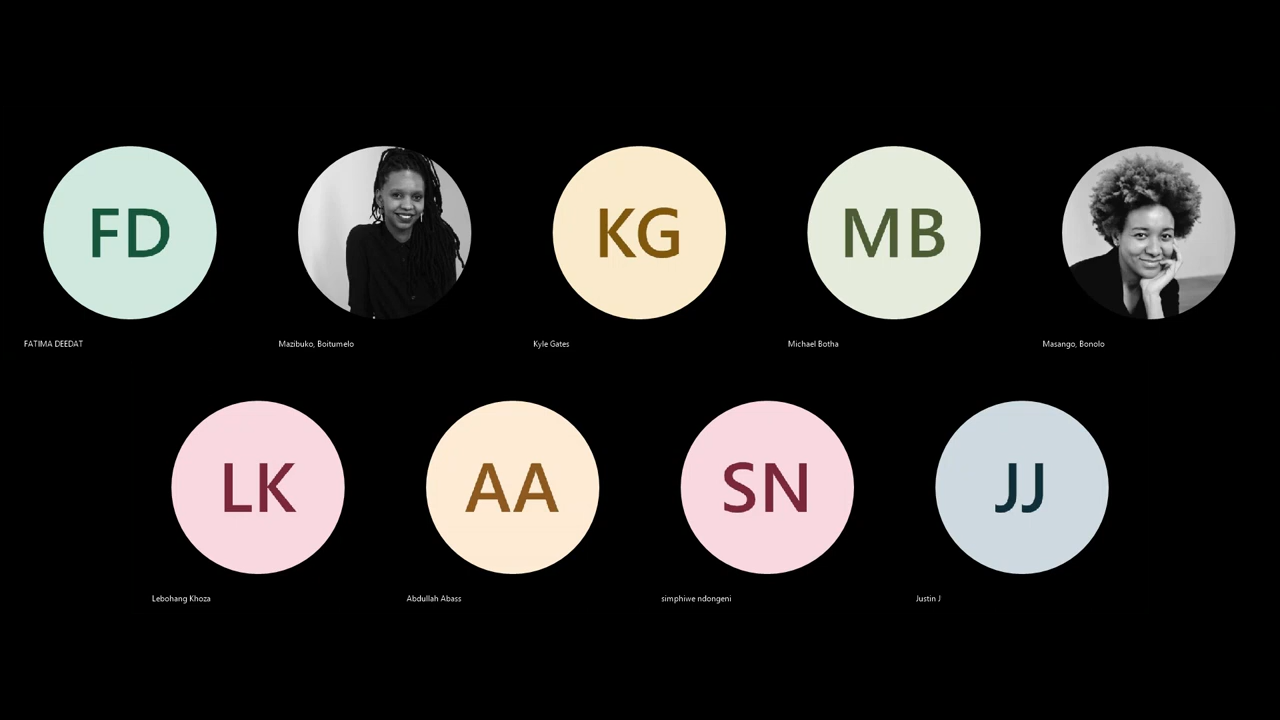 FD
KG
MB
FATIMA DEEDAT
Mazibuko, Boitumelo
Kyle Gates
Michael Botha
Masango, Bonolo
LK
AA
SN
JJ
Lebohang Khoza
Abdullah Abass
simphiwe ndongeni
Justin J